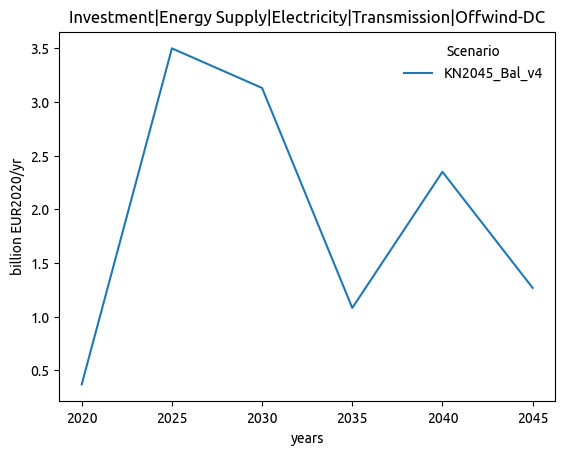 Investment|Energy Supply|Electricity|Transmission|Offwind-DC
Scenario
KN2045_Bal_v4
billion EUR2020/yr
3.5
3.0
2.5
2.0
1.5
1.0
0.5
2020 2025 2030 2035 2040 2045
years